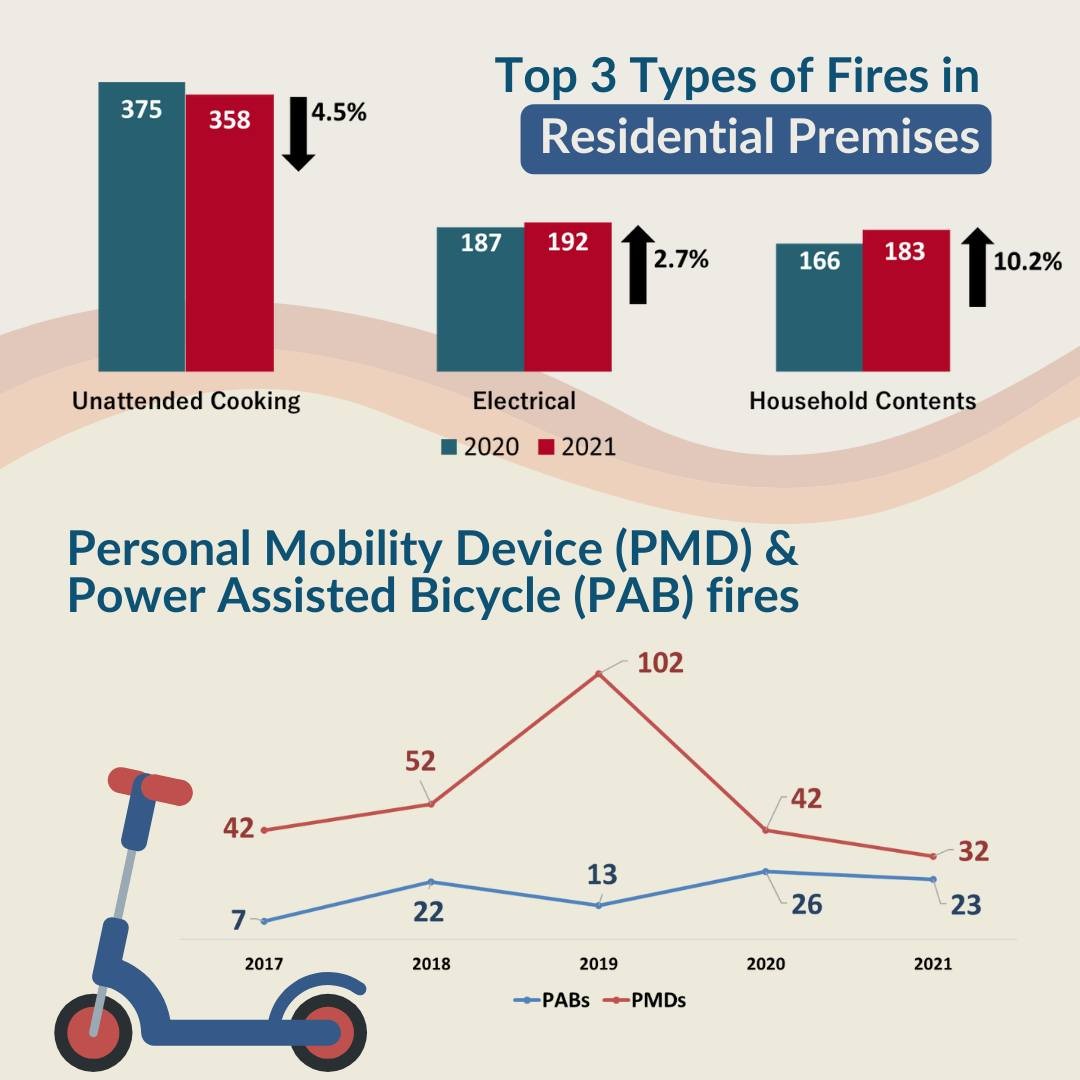 Top 3 Types of Fires in
Residential Premises
375
358
4.5%
187
192
2.7%
166
183
10.2%
Unattended Cooking
Electrical
Household Contents
2020
2021
Personal Mobility Device (PMD) &
Power Assisted Bicycle (PAB) fires
102
52
42
42
32
13
7
22
26
23
2017
2018
2019
2020
2021
PABs
PMDs